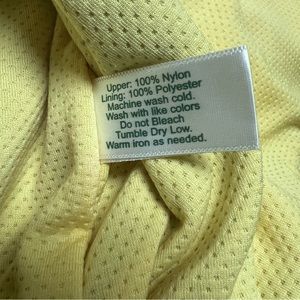 Upper: 100% Nylon
Lining: 100% Polyester
Machine wash cold.
Wash with like colors
Do not Bleach
Tumble Dry Low.
Warm iron as needed.